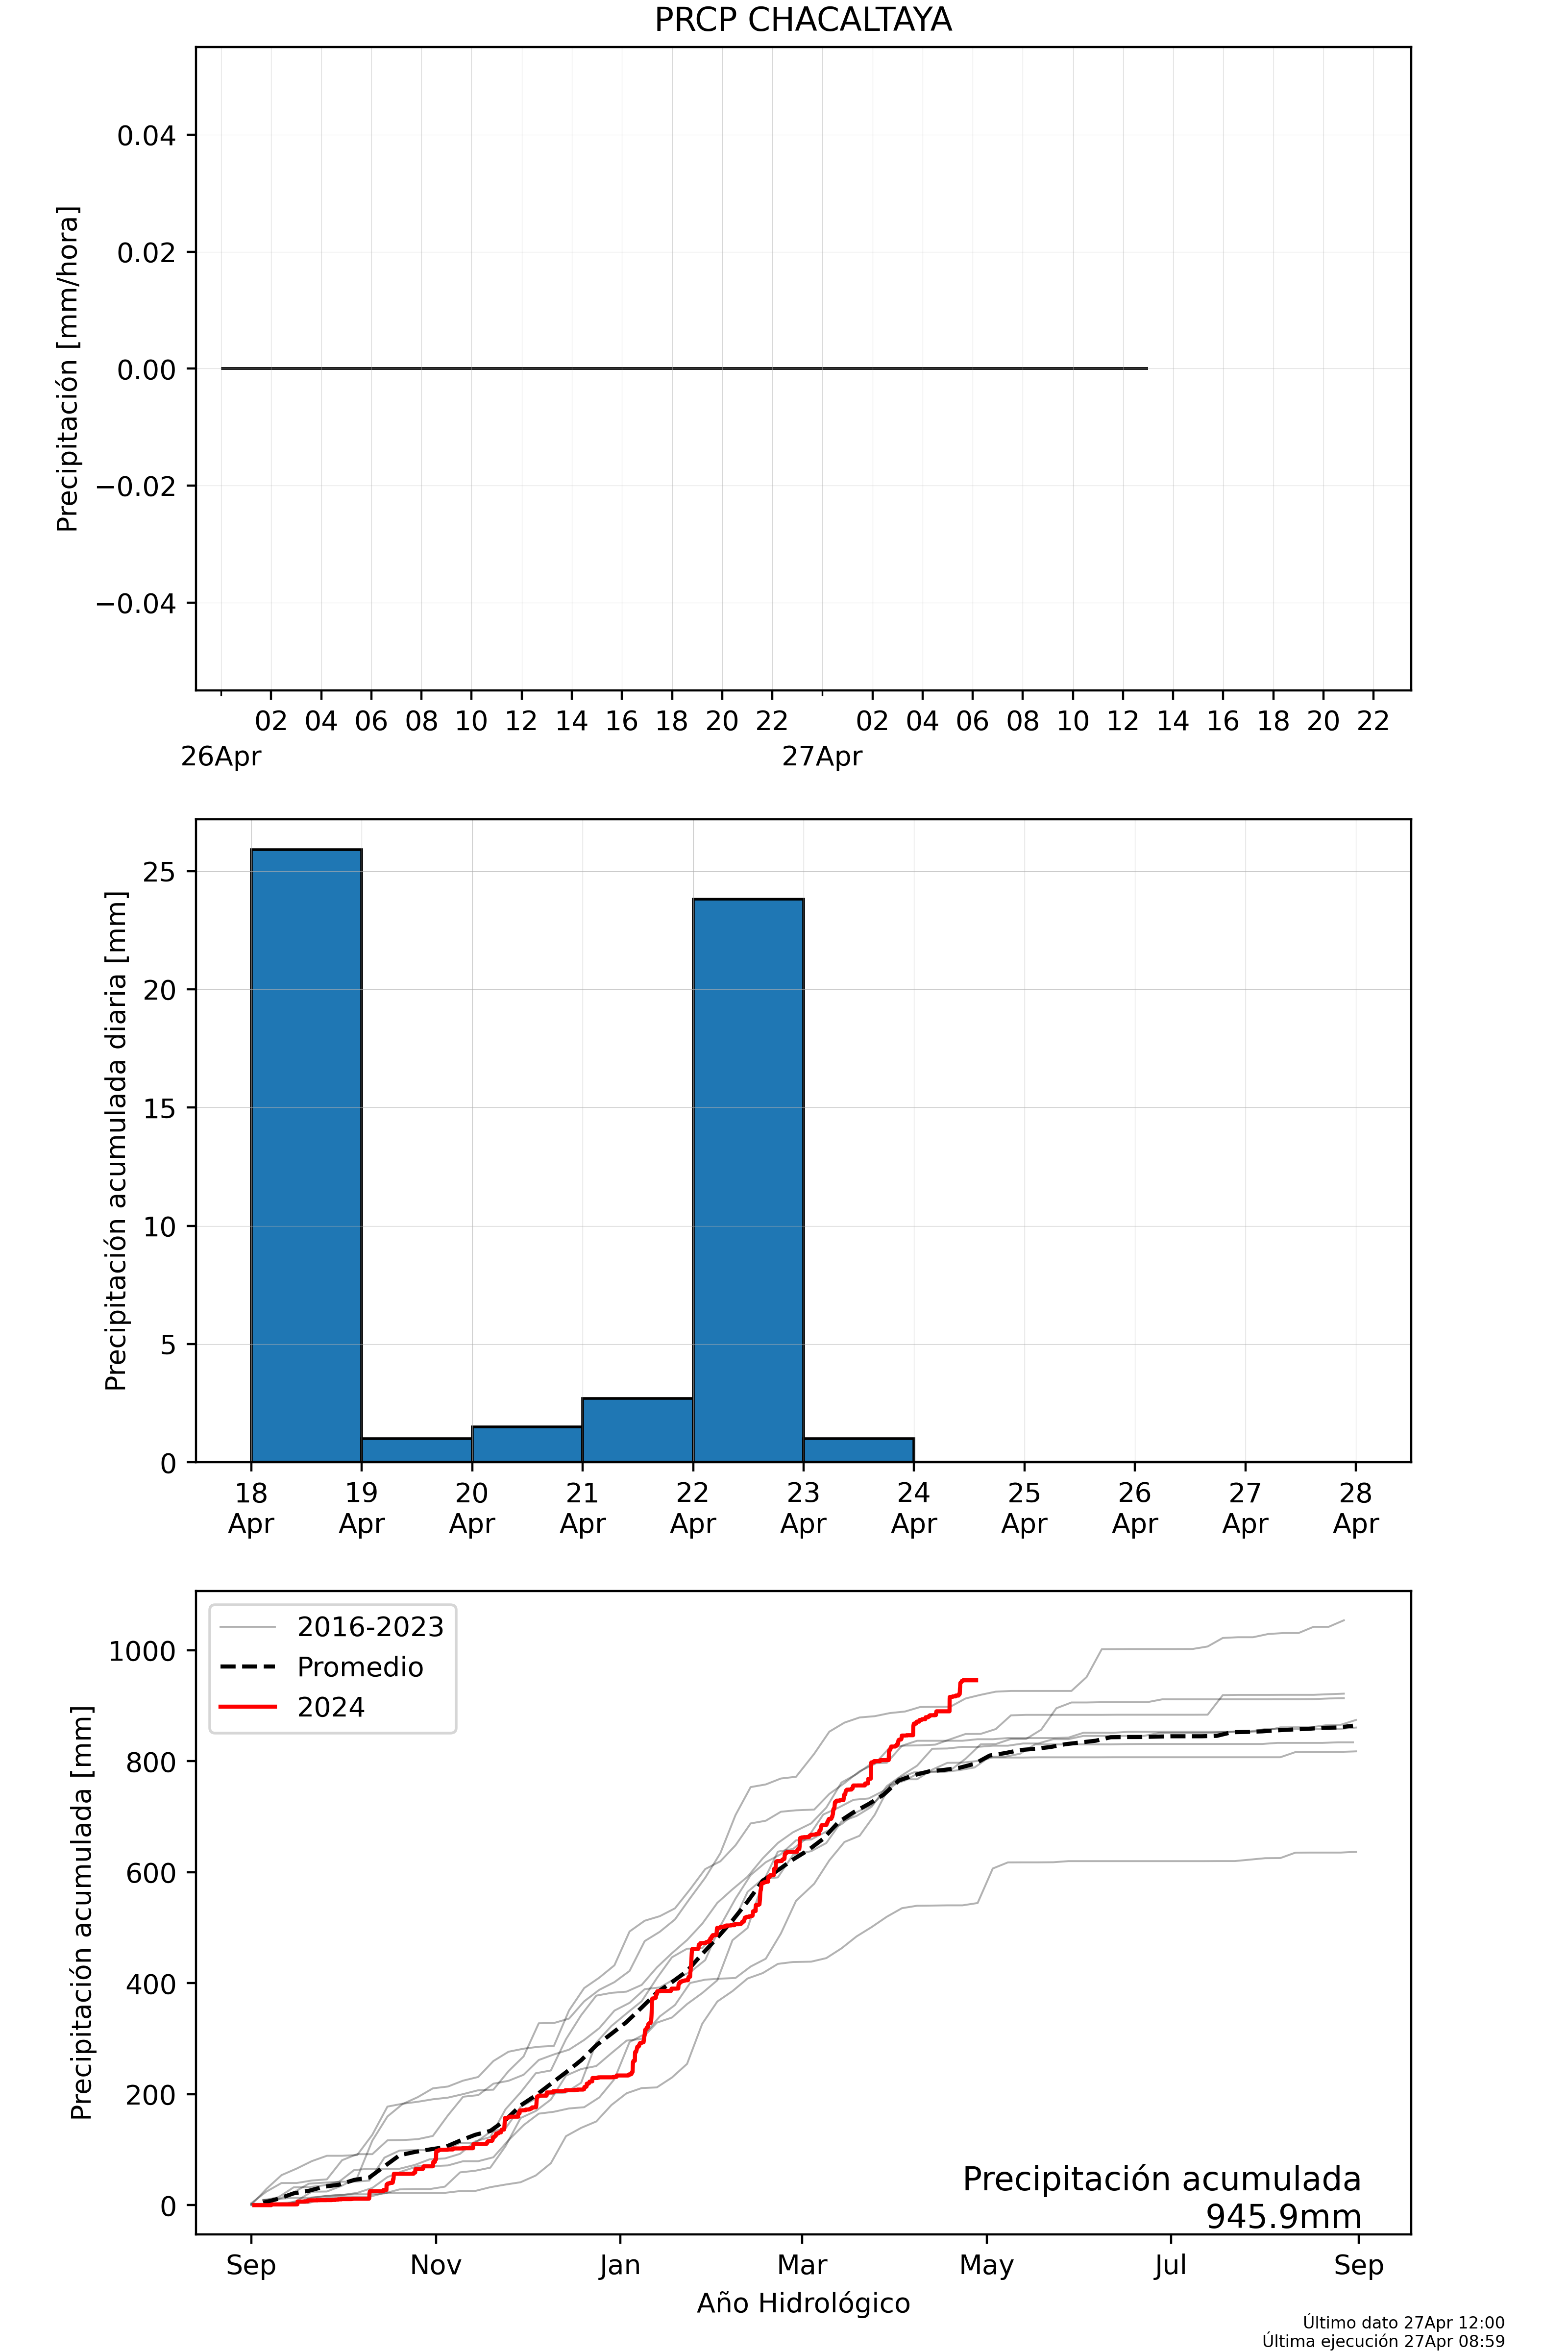 PRCP CHACALTAYA
Precipitación [mm/hora]
0.04
0.02
0.00
−0.02
−0.04
02 04 06 08 10 12 14 16 18 20 22 02 04 06 08 10 12 14 16 18 20 22
26Apr 27Apr
Precipitación acumulada diaria [mm]
25
20
15
10
5
0
18 19 20 21 22 23 24 25 26 27 28
Apr Apr Apr Apr Apr Apr Apr Apr Apr Apr Apr
Precipitación acumulada [mm]
1000
800
600
400
200
0
2016-2023
Promedio
2024
Precipitación acumulada
945.9mm
Sep Nov Jan Mar May Jul Sep
Año Hidrológico
Último dato 27Apr 12:00
Última ejecución 27Apr 08:59